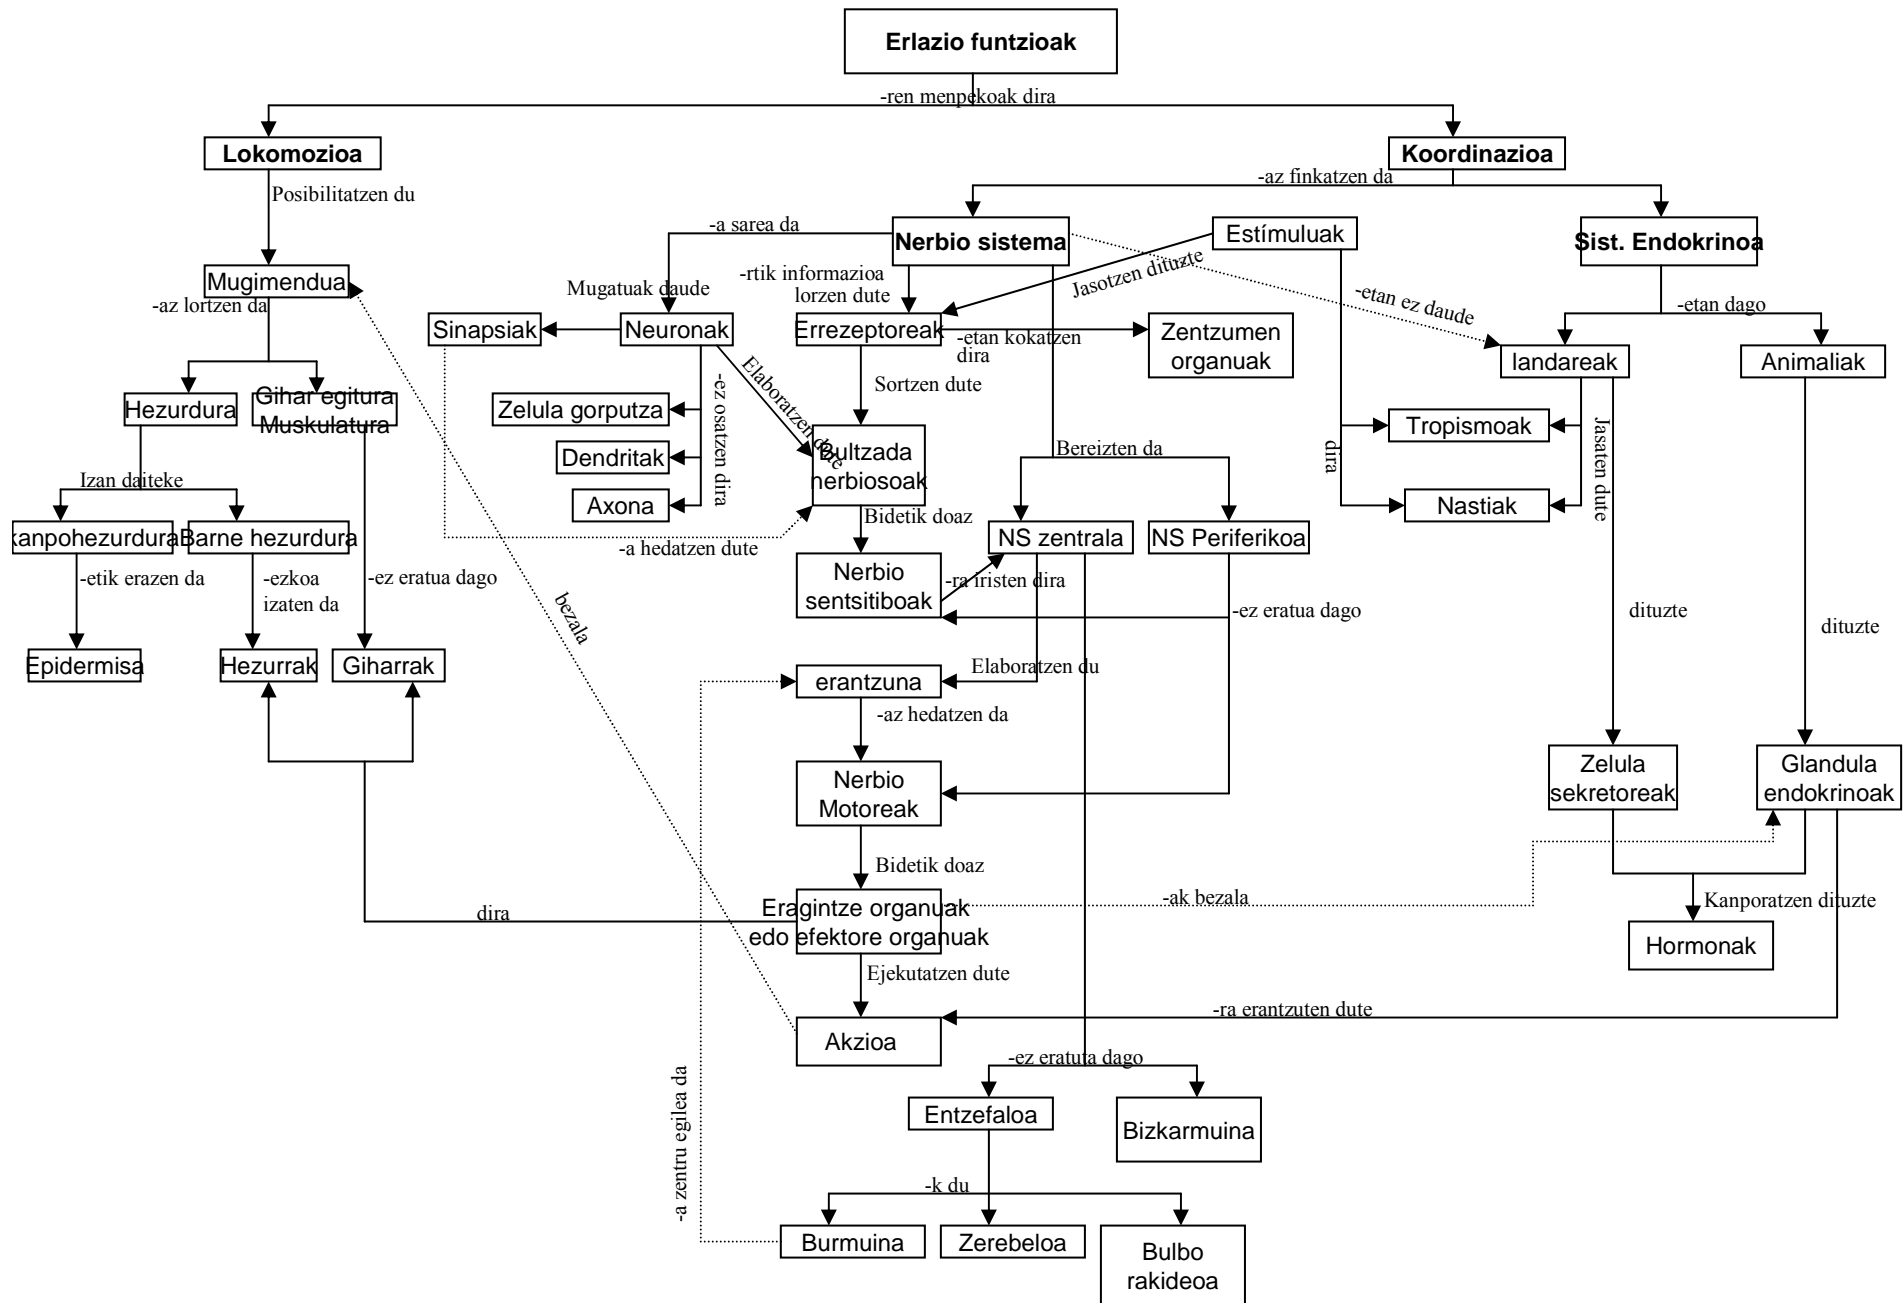 Erlazio funtzioak
-ren menpekoak dira
Lokomozioa
Koordinazioa
Posibilitatzen du
-az finkatzen da
-a sarea da
Nerbio sistema
Estímuluak
Sist. Endokrinoa
Mugimendua
-az lortzen da
Mugatuak daude
-rtik informazioa
lorzen dute
Jasotzen dituzte
-etan ez daude
-etan dago
Sinapsiak
Neuronak
Errezeptoreak
-etan kokatzen
dira
Zentzumen
organuak
landareak
Animaliak
Hezurdura
Gihar egitura
Muskulatura
Zelula gorputza
Dendritak
Axona
-ez osatzen dira
Elaboratzen dute
Sortzen dute
Bultzada
nerbiosoak
Bereizten da
dira
Tropismoak
Nastiak
Jasaten dute
Izan daiteke
kanpohezurdura
Barne hezurdura
Bidetik doaz
-a hedatzen dute
NS zentrala
NS Periferikoa
-etik erazen da
-ezkoa
izaten da
-ez eratua dago
bezala
Nerbio
sentsitiboak
-ra iristen dira
-ez eratua dago
dituzte
dituzte
Epidermisa
Hezurrak
Giharrak
erantzuna
Elaboratzen du
-az hedatzen da
Nerbio
Motoreak
Zelula
sekretoreak
Glandula
endokrinoak
Bidetik doaz
dira
Eragintze organuak
edo efektore organuak
-ak bezala
Kanporatzen dituzte
Hormonak
Ejekutatzen dute
-ra erantzuten dute
Akzioa
-ez eratuta dago
-a zentru egilea da
Entzefaloa
Bizkarmuina
-k du
Burmuina
Zerebeloa
Bulbo
rakideoa